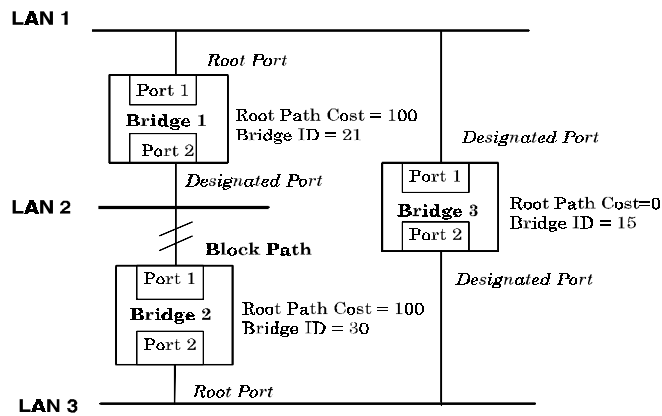 LAN 1
Root Port
Port 1
Bridge 1
Port 2
Root Path Cost = 100
Bridge ID = 21
Designated Port
LAN 2
Block Path
Designated Port
Port 1
Bridge 3
Port 2
Root Path Cost=0
Bridge ID = 15
Designated Port
Port 1
Bridge 2
Port 2
Root Path Cost = 100
Bridge ID = 30
Root Port
LAN 3